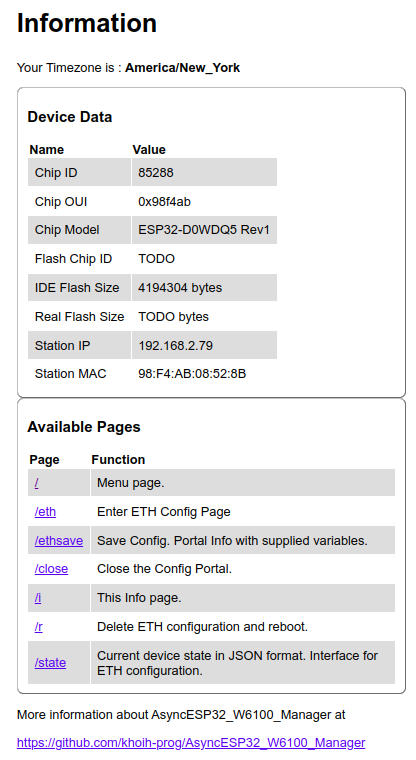 Information
Your Timezone is : America/New_York
Device Data
Name Value
Chip ID 85288
Chip OUI 0x98f4ab
Chip Model ESP32-D0WDQ5 Rev1
Flash Chip ID TODO
IDE Flash Size 4194304 bytes
Real Flash Size TODO bytes
Station IP 192.168.2.79
Station MAC 98:F4:AB:08:52:8B
Available Pages
Page Function
/ Menu page.
/eth Enter ETH Config Page
/ethsave Save Config. Portal Info with supplied variables.
/close Close the Config Portal.
/i This Info page.
/r Delete ETH configuration and reboot.
/state Current device state in JSON format. Interface for
ETH configuration.
More information about AsyncESP32_W6100_Manager at
https://github.com/khoih-prog/AsyncESP32_W6100_Manager